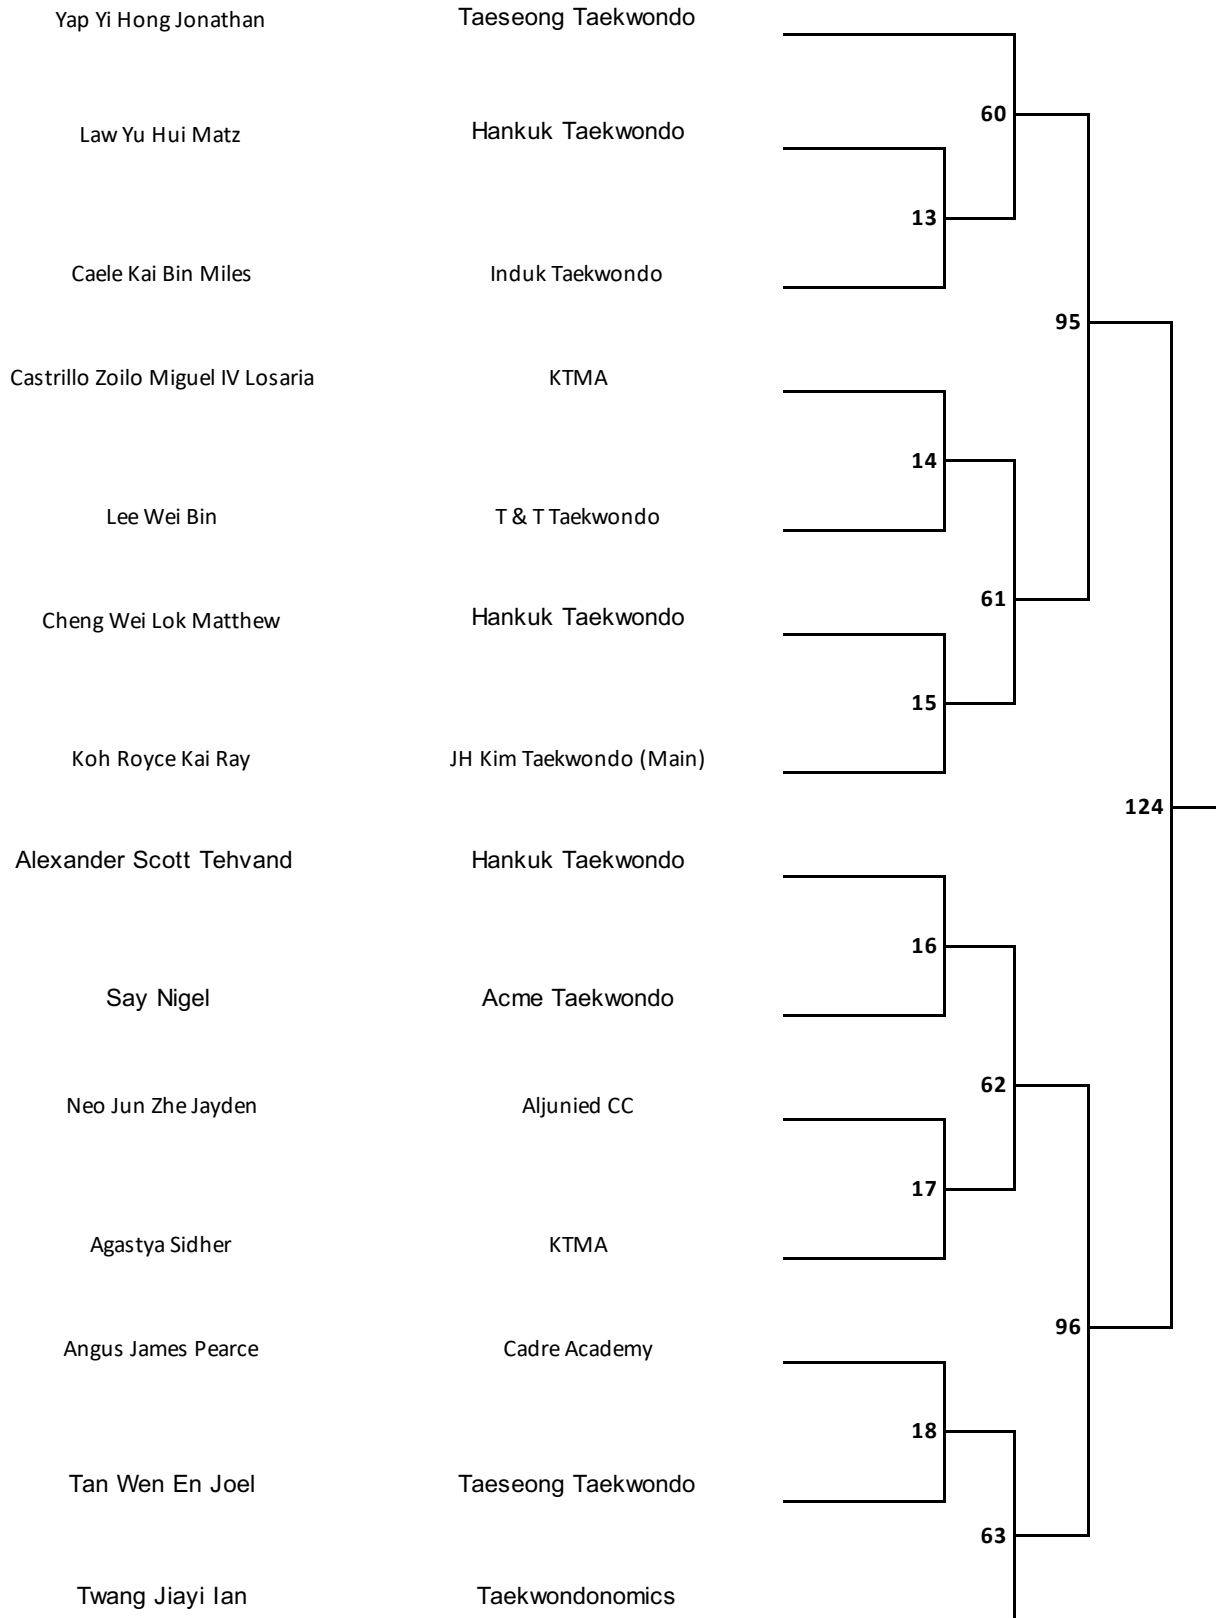 Yap Yi Hong Jonathan Taeseong Taekwondo
60
Law Yu Hui Matz Hankuk Taekwondo
13
Caele Kai Bin Miles Induk Taekwondo
95
Castrillo Zoilo Miguel IV Losaria KTMA
14
Lee Wei Bin T & T Taekwondo
61
Cheng Wei Lok Matthew Hankuk Taekwondo
15
Koh Royce Kai Ray JH Kim Taekwondo (Main)
124
Alexander Scott Tehvand Hankuk Taekwondo
16
Say Nigel Acme Taekwondo
62
Neo Jun Zhe Jayden Aljunied CC
17
Agastya Sidher KTMA
96
Angus James Pearce Cadre Academy
18
Tan Wen En Joel Taeseong Taekwondo
63
Twang Jiayi Ian Taekwondonomics